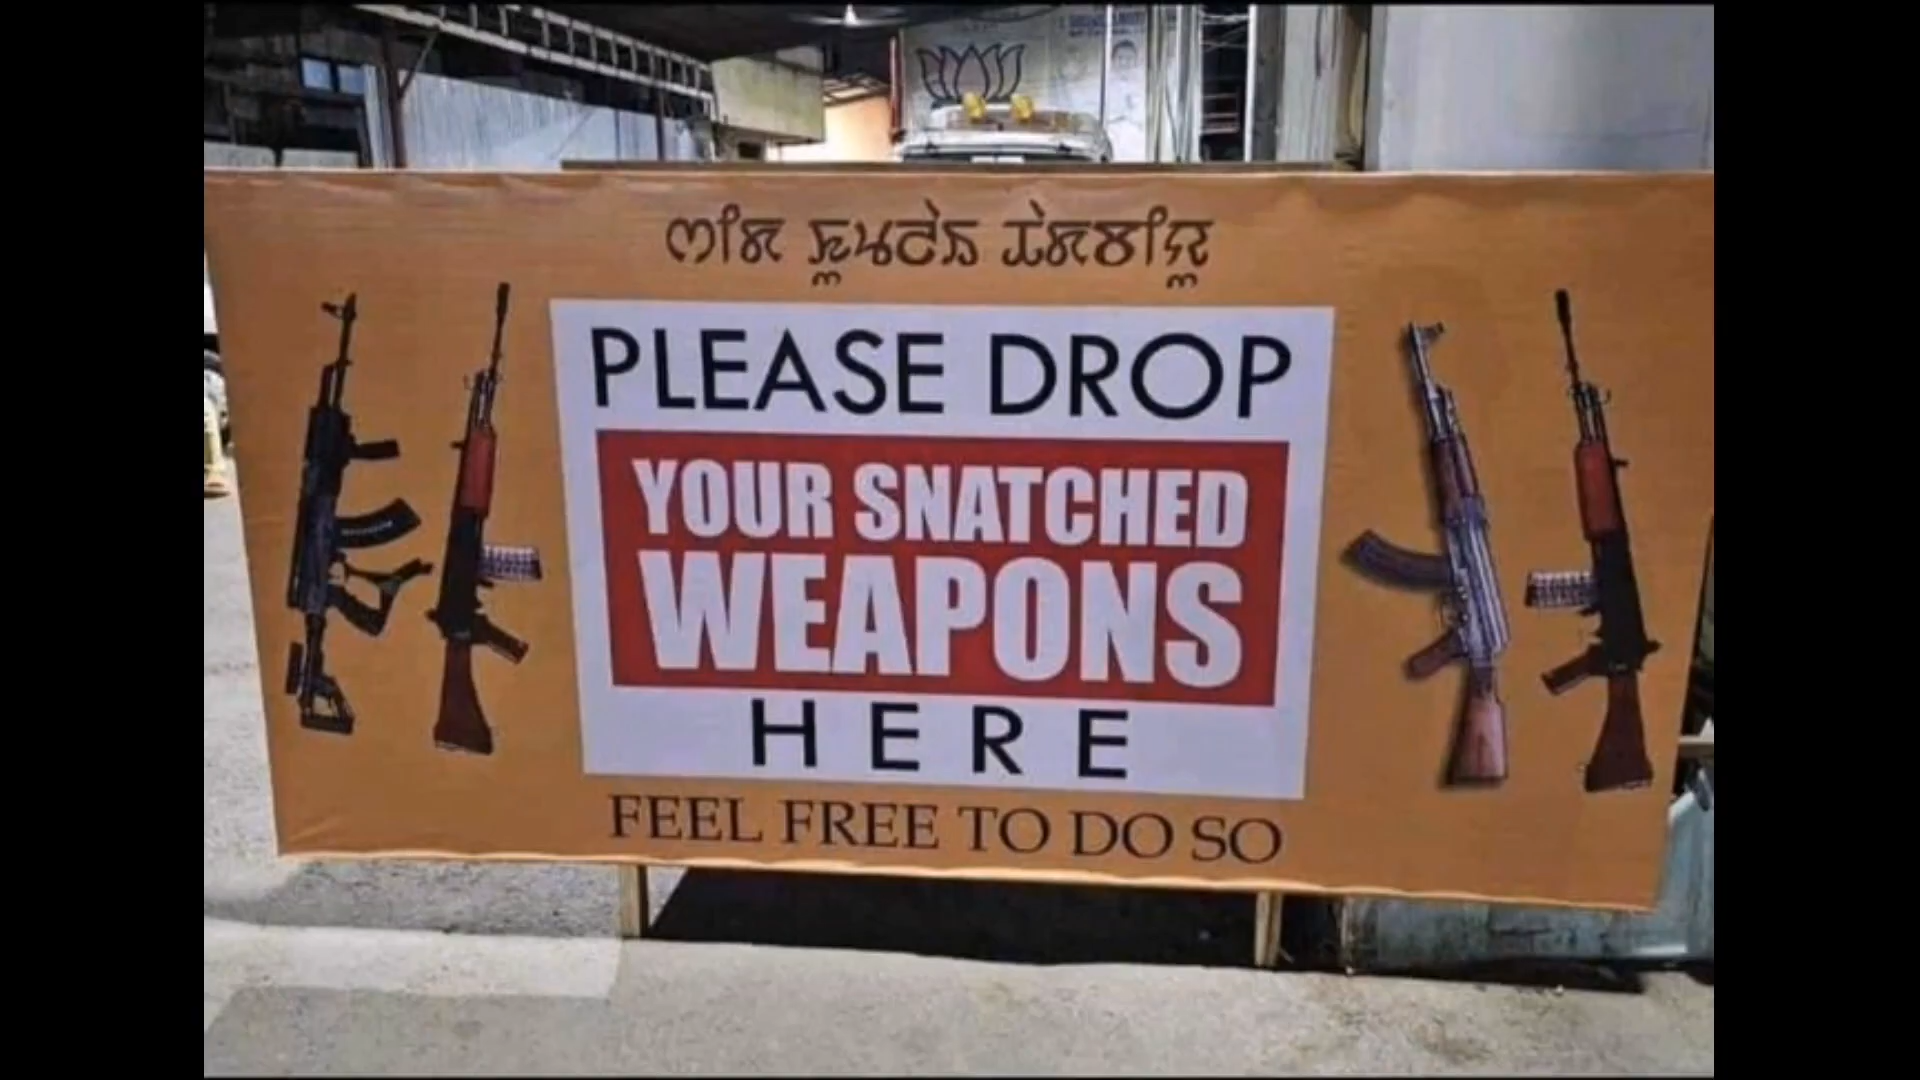 PLEASE DROP
YOUR SNATCHED
WEAPONS
HERE
FEEL FREE TO DO SO